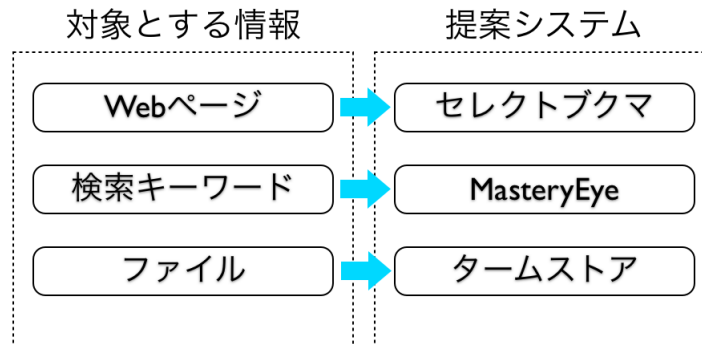 対象とする情報
提案システム
Webページ
セレクトブクマ
検索キーワード
MasteryEye
ファイル
タームストア